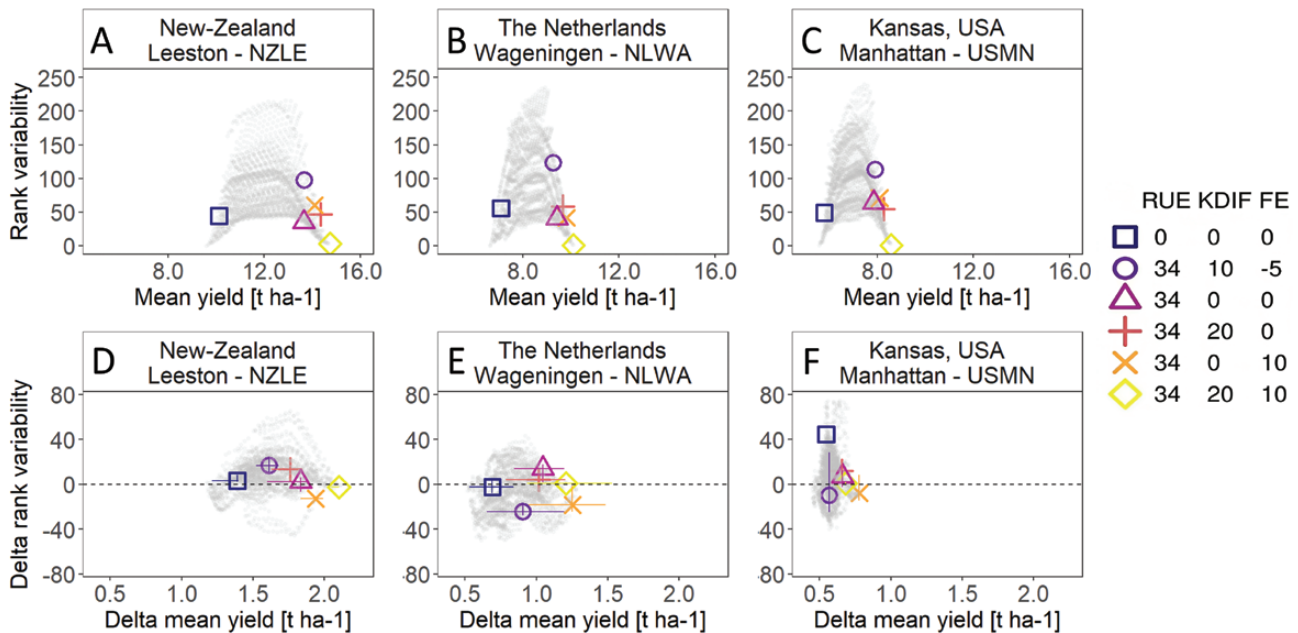 A
New-Zealand
Leeston - NZLE
B
The Netherlands
Wageningen - NLWA
C
Kansas, USA
Manhattan - USMN
Rank variability
250
200
150
100
50
0
250
200
150
100
50
0
250
200
150
100
50
0
8.0 12.0 16.0
8.0 12.0 16.0
8.0 12.0 16.0
Mean yield [t ha-1]
Mean yield [t ha-1]
Mean yield [t ha-1]
RUE KDIF FE
0 0 0
34 10 -5
34 0 0
34 20 0
34 0 10
34 20 10
D
New-Zealand
Leeston - NZLE
E
The Netherlands
Wageningen - NLWA
F
Kansas, USA
Manhattan - USMN
Delta rank variability
80
40
0
-40
-80
80
40
0
-40
-80
80
40
0
-40
-80
0.5 1.0 1.5 2.0
0.5 1.0 1.5 2.0
0.5 1.0 1.5 2.0
Delta mean yield [t ha-1]
Delta mean yield [t ha-1]
Delta mean yield [t ha-1]